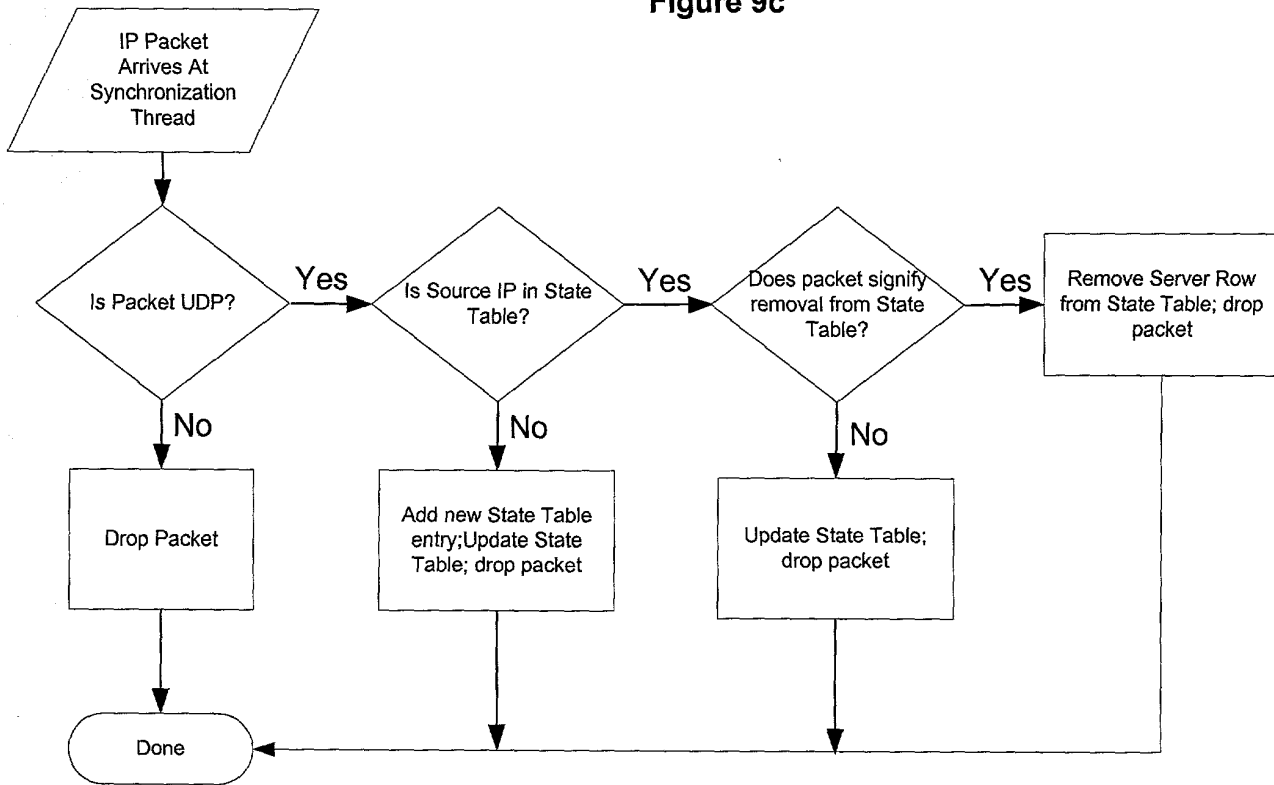 Figure 9c
IP Packet
Arrives At
Synchronization
Thread
Is Packet UDP?
Yes
Is Source IP in State
Table?
Yes
Does packet signify
removal from State
Table?
Yes
Remove Server Row
from State Table; drop
packet
No
No
No
Drop Packet
Add new State Table
entry;Update State
Table; drop packet
Update State Table;
drop packet
Done